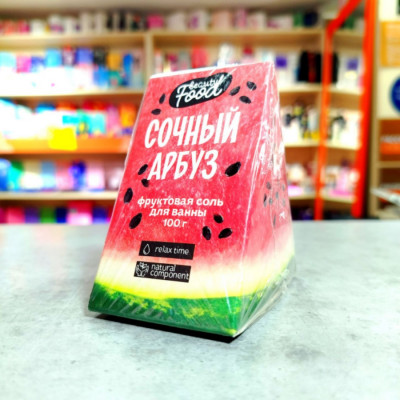 Beauty
Food
СОЧНЫЙ
АРБУЗ
фруктовая соль
для ванны
100 г
relax time
natural
component